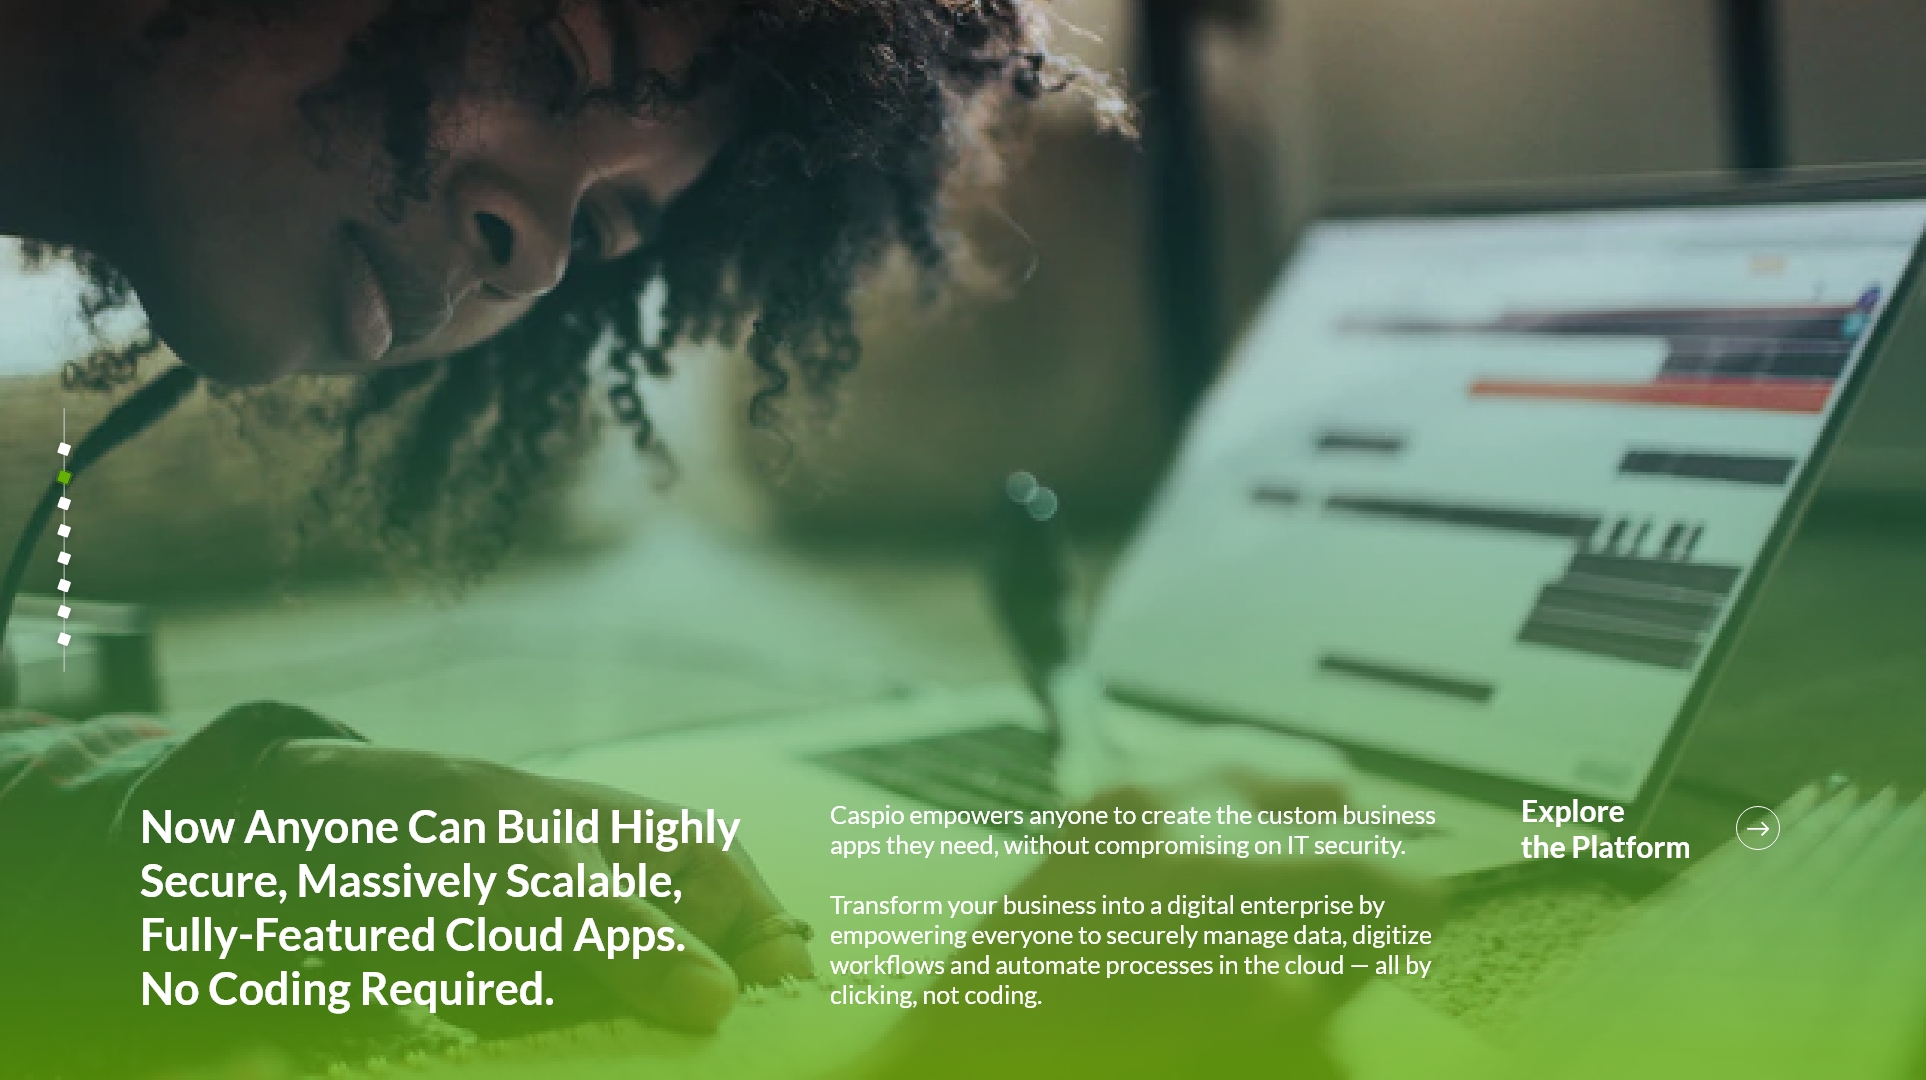 Now Anyone Can Build Highly
Secure, Massively Scalable,
Fully-Featured Cloud Apps.
No Coding Required.
Caspio empowers anyone to create the custom business
apps they need, without compromising on IT security.
Transform your business into a digital enterprise by
empowering everyone to securely manage data, digitize
workflows and automate processes in the cloud — all by
clicking, not coding.
Explore
the Platform